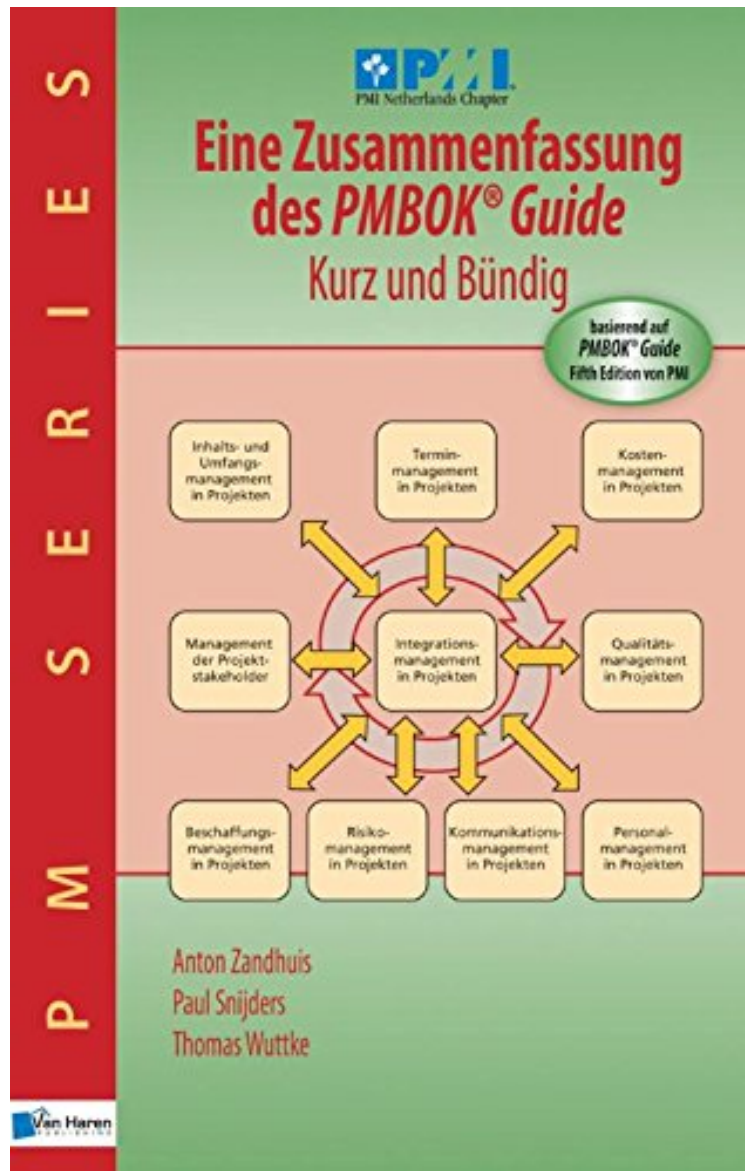 PM SERIES
PMI
PMI Netherlands Chapter
Eine Zusammenfassung
des PMBOK® Guide
Kurz und Bündig
basierend auf
PMBOK® Guide
Fifth Edition von PMI
Inhalts- und
Umfangs-
management
in Projekten
Termin-
management
in Projekten
Kosten-
management
in Projekten
Management
der Projekt-
stakeholder
Integrations-
management
in Projekten
Qualitäts-
management
in Projekten
Beschaffungs-
management
in Projekten
Risiko-
management
in Projekten
Kommunikations-
management
in Projekten
Personal-
management
in Projekten
Anton Zandhuis
Paul Snijders
Thomas Wuttke
Van Haren
PUBLISHING